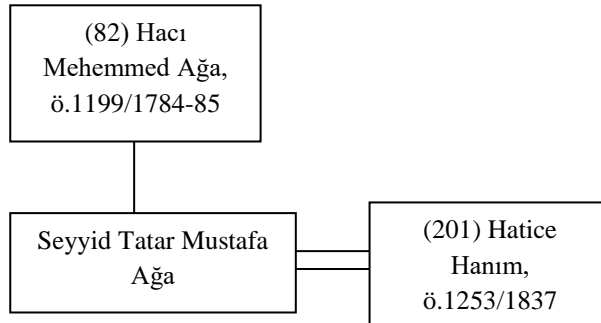 (82) Hacı
Mehemmed Ağa,
ö.1199/1784-85
Seyyid Tatar Mustafa
Ağa
(201) Hatice
Hanım,
ö.1253/1837